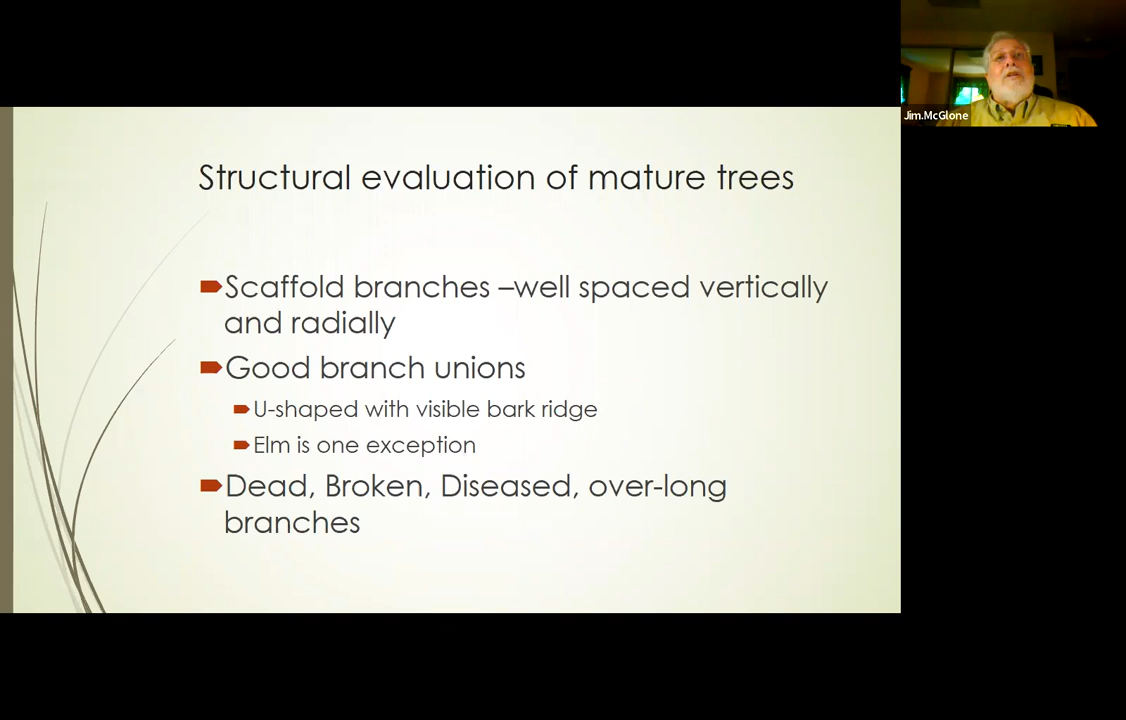 Jim.McGlone
Structural evaluation of mature trees
Scaffold branches –well spaced vertically
and radially
Good branch unions
U-shaped with visible bark ridge
Elm is one exception
Dead, Broken, Diseased, over-long
branches